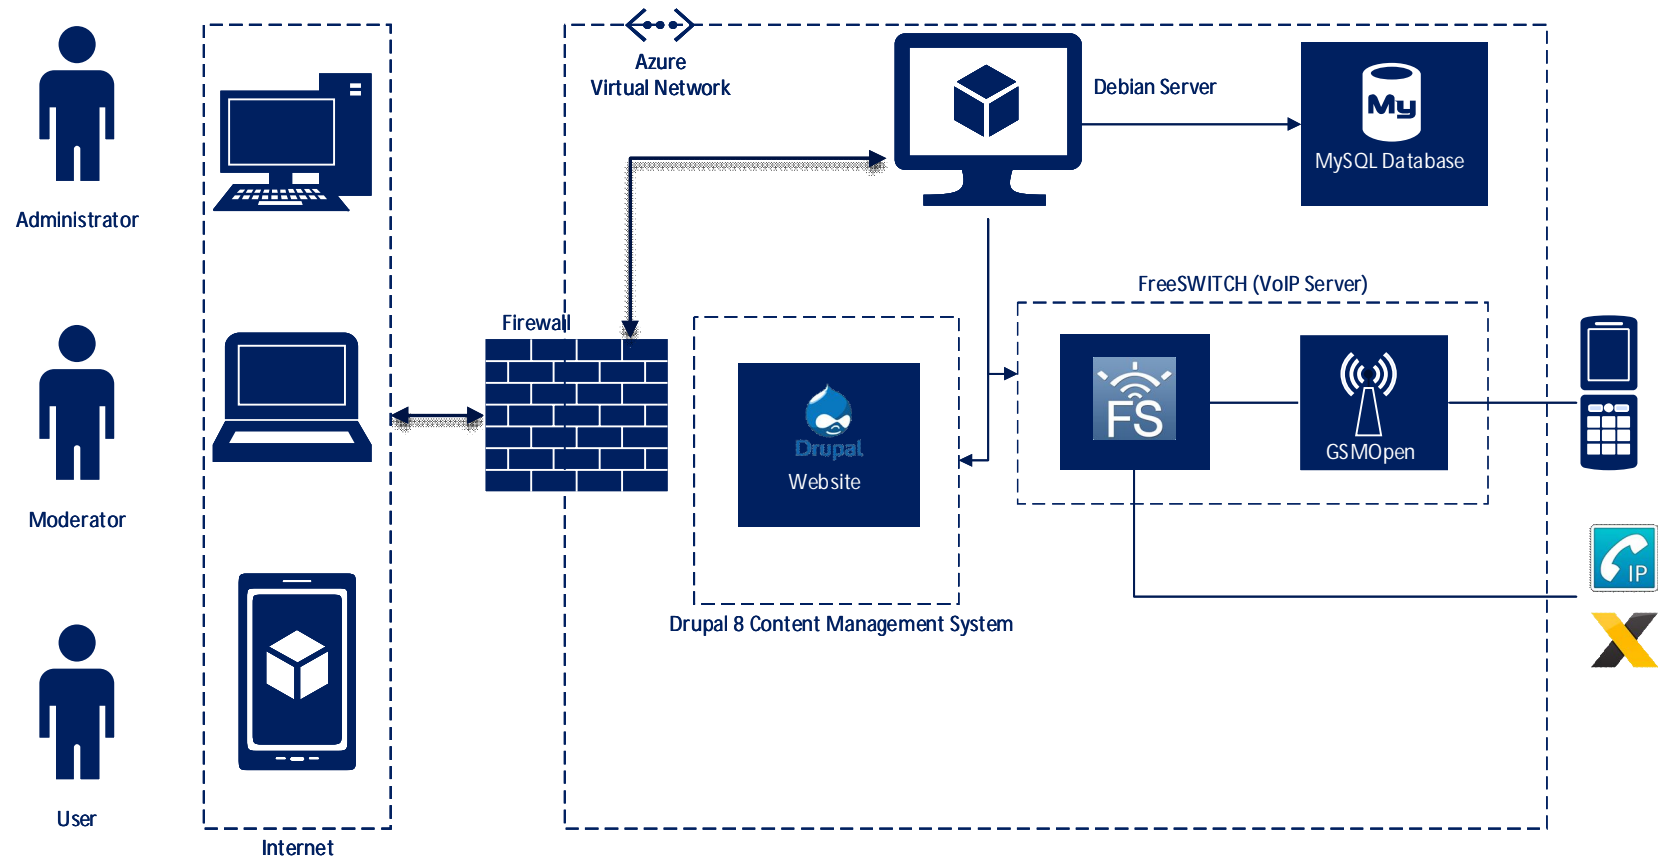 Azure
Virtual Network
Debian Server
My
MySQL Database
Administrator
FreeSWITCH (VoIP Server)
Firewall
FS
GSMOpen
Drupal
Website
Moderator
IP
Drupal 8 Content Management System
User
Internet